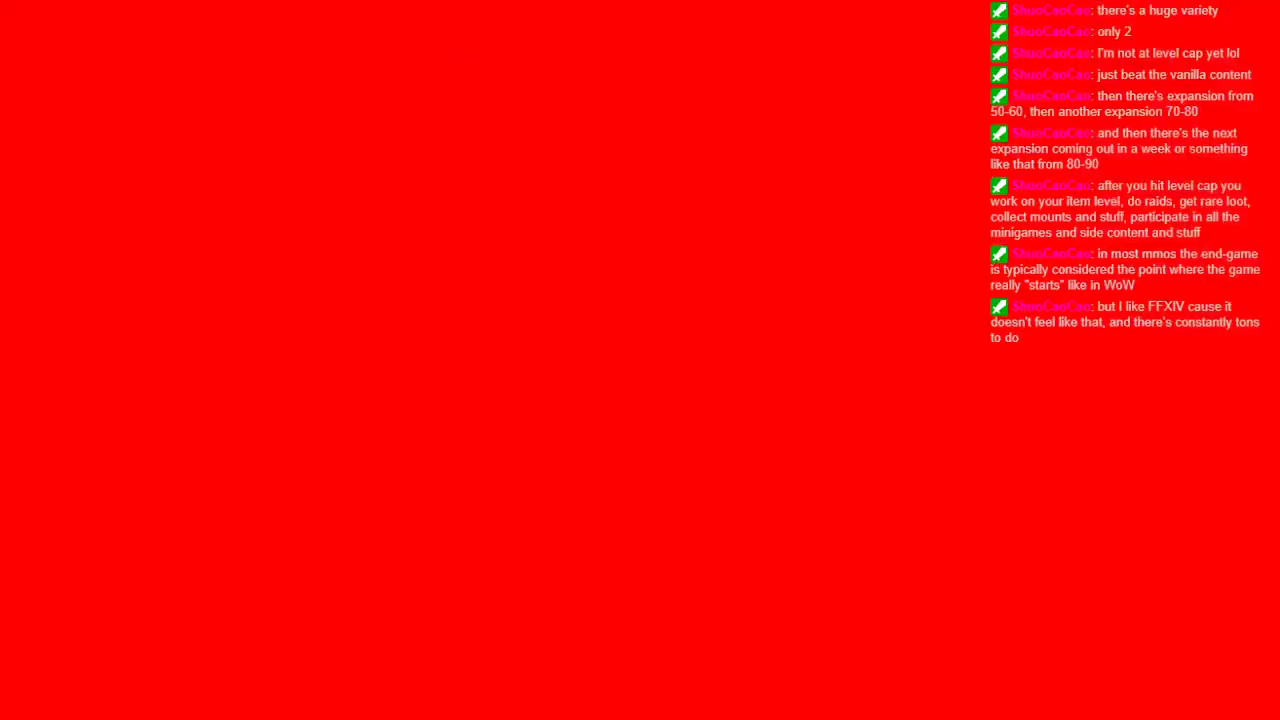 ShuoCaoCao: there's a huge variety
ShuoCaoCao: only 2
ShuoCaoCao: I'm not at level cap yet lol
ShuoCaoCao: just beat the vanilla content
ShuoCaoCao: then there's expansion from
50-60, then another expansion 70-80
ShuoCaoCao: and then there's the next
expansion coming out in a week or something
like that from 80-90
ShuoCaoCao: after you hit level cap you
work on your item level, do raids, get rare loot,
collect mounts and stuff, participate in all the
minigames and side content and stuff
ShuoCaoCao: in most mmos the end-game
is typically considered the point where the game
really "starts" like in WoW
ShuoCaoCao: but I like FFXIV cause it
doesn't feel like that, and there's constantly tons
to do